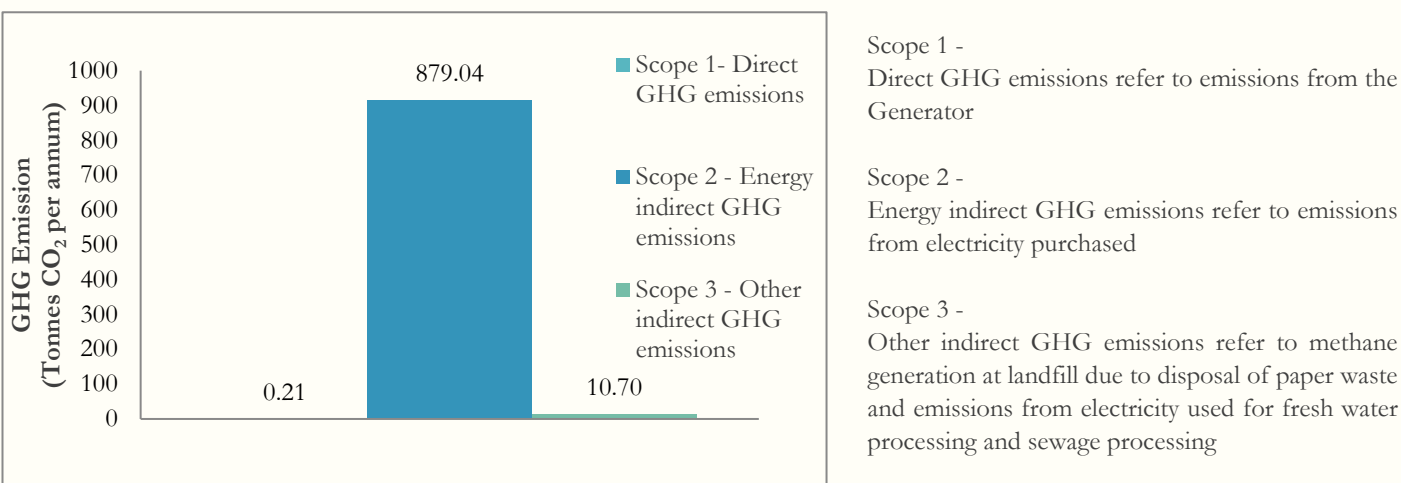 GHG Emission
(Tonnes CO₂ per annum)
1000
900
800
700
600
500
400
300
200
100
0
0.21
879.04
10.70
Scope 1- Direct
GHG emissions
Scope 2 - Energy
indirect GHG
emissions
Scope 3 - Other
indirect GHG
emissions
Scope 1 -
Direct GHG emissions refer to emissions from the
Generator
Scope 2 -
Energy indirect GHG emissions refer to emissions
from electricity purchased
Scope 3 -
Other indirect GHG emissions refer to methane
generation at landfill due to disposal of paper waste
and emissions from electricity used for fresh water
processing and sewage processing